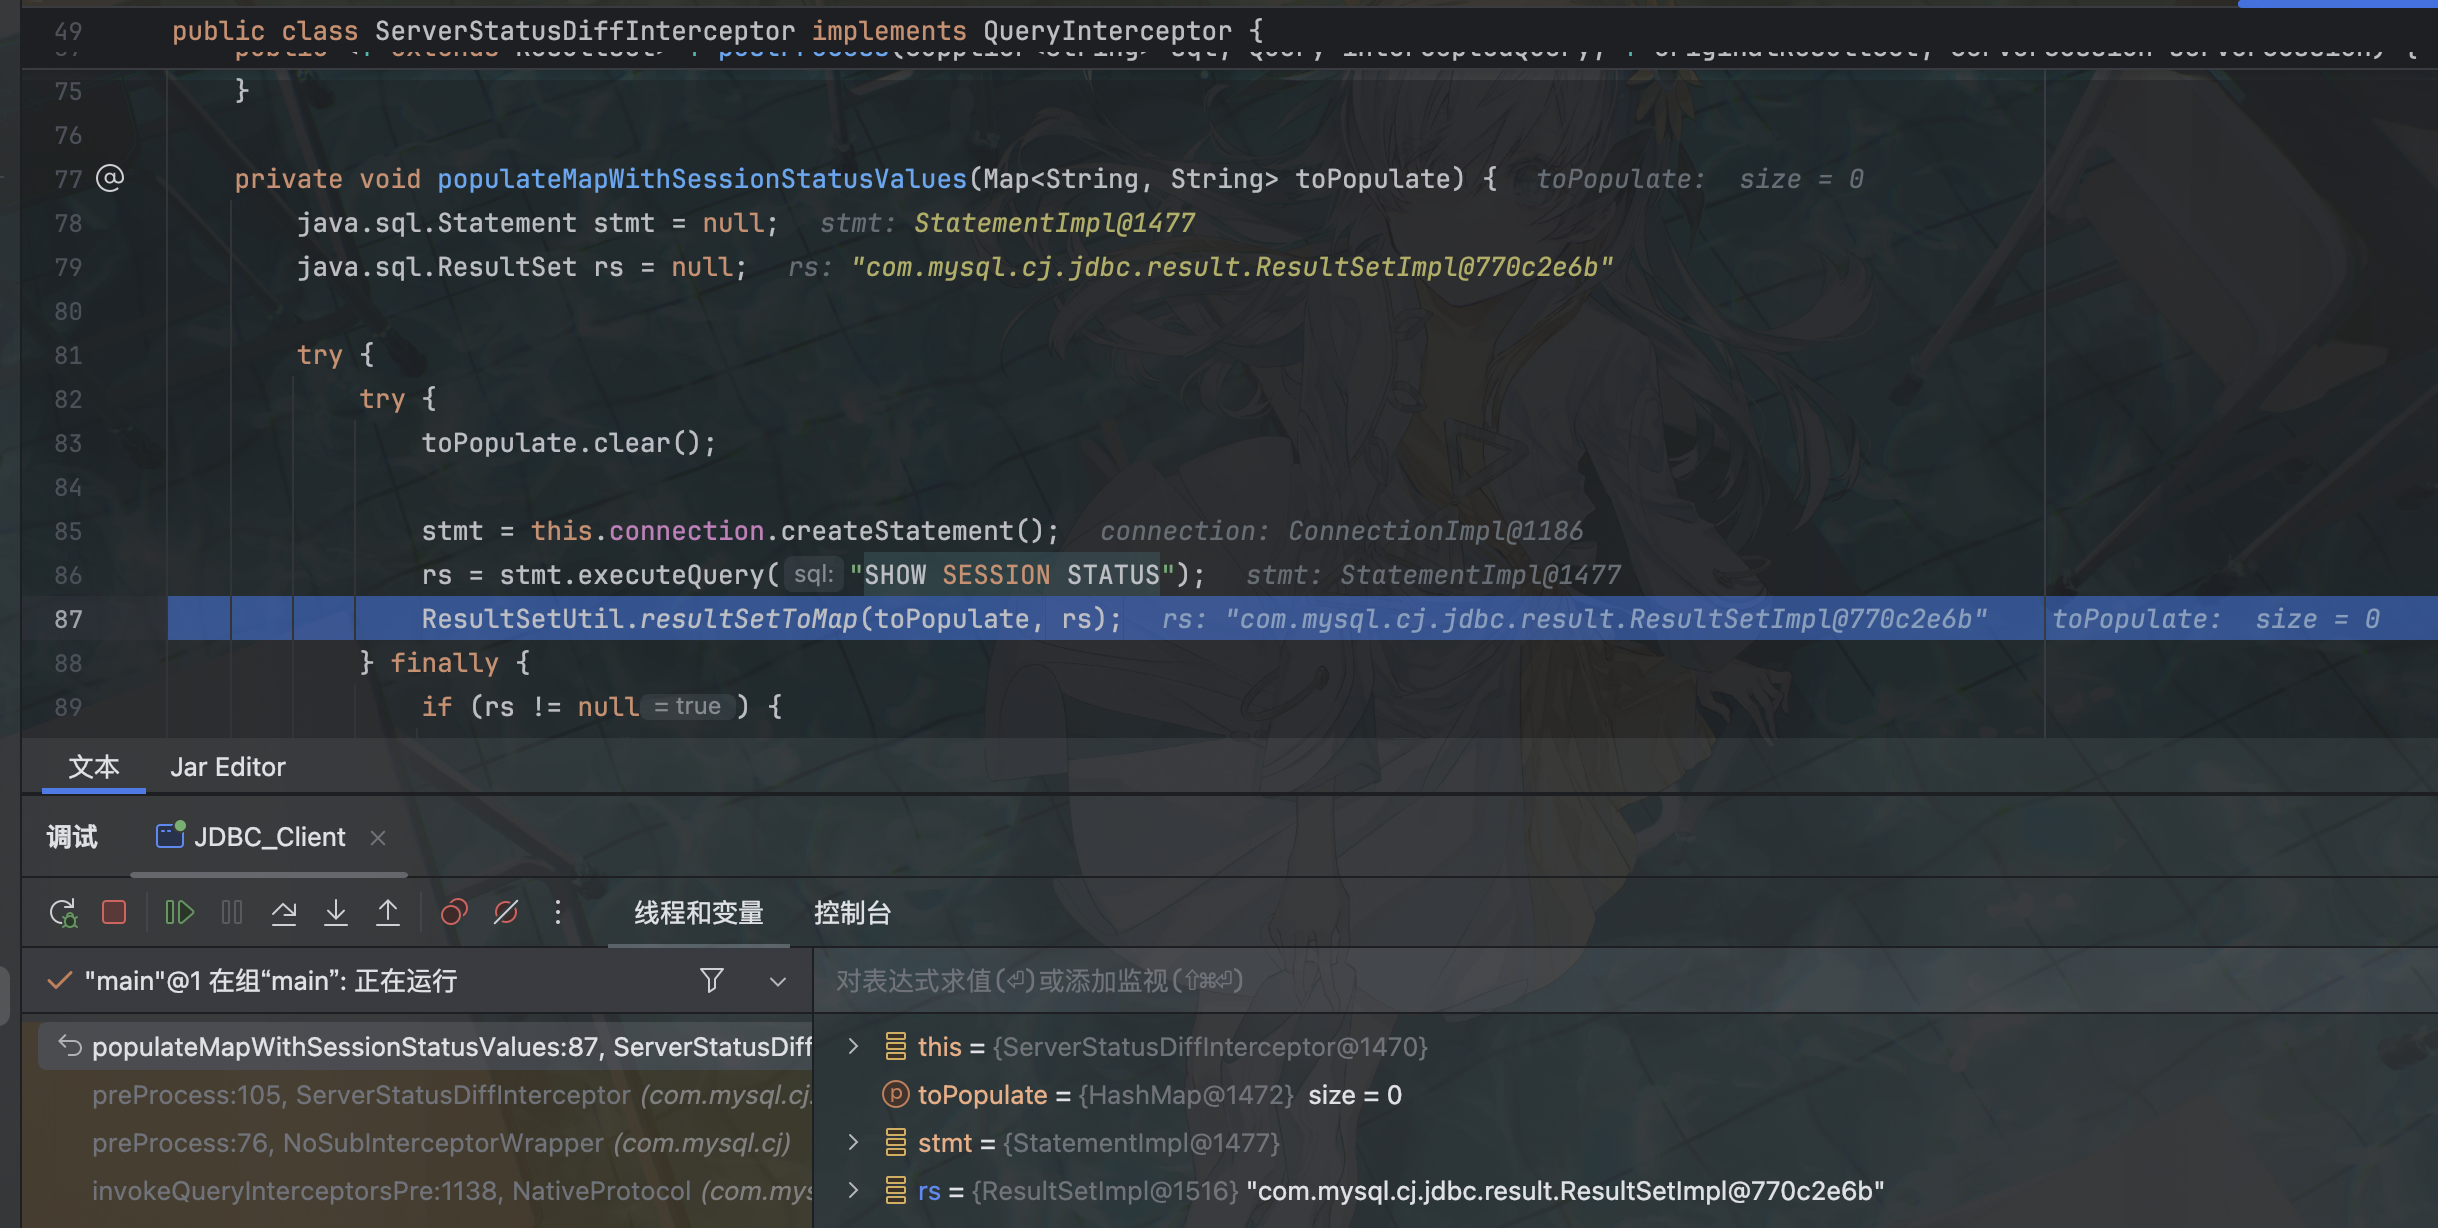 49 public class ServerStatusDiffInterceptor implements QueryInterceptor {
75 }
76
77 @ private void populateMapWithSessionStatusValues(Map<String, String> toPopulate) { toPopulate: size = 0
78 java.sql.Statement stmt = null; stmt: StatementImpl@1477
79 java.sql.ResultSet rs = null; rs: "com.mysql.cj.jdbc.result.ResultSetImpl@770c2e6b"
80
81 try {
82 try {
83 toPopulate.clear();
84
85 stmt = this.connection.createStatement(); connection: ConnectionImpl@1186
86 rs = stmt.executeQuery( sql: "SHOW SESSION STATUS"); stmt: StatementImpl@1477
87 ResultSetUtil.resultSetToMap(toPopulate, rs); rs: "com.mysql.cj.jdbc.result.ResultSetImpl@770c2e6b" toPopulate: size = 0
88 } finally {
89 if (rs != null = true ) {
文本 Jar Editor
调试 JDBC_Client ×
线程和变量 控制台
"main"@1 在组“main”: 正在运行
对表达式求值(⏎)或添加监视(⇧⌘⏎)
populateMapWithSessionStatusValues:87, ServerStatusDiff
preProcess:105, ServerStatusDiffInterceptor (com.mysql.cj.
preProcess:76, NoSubInterceptorWrapper (com.mysql.cj)
invokeQueryInterceptorsPre:1138, NativeProtocol (com.mys
this = {ServerStatusDiffInterceptor@1470}
toPopulate = {HashMap@1472} size = 0
stmt = {StatementImpl@1477}
rs = {ResultSetImpl@1516} "com.mysql.cj.jdbc.result.ResultSetImpl@770c2e6b"